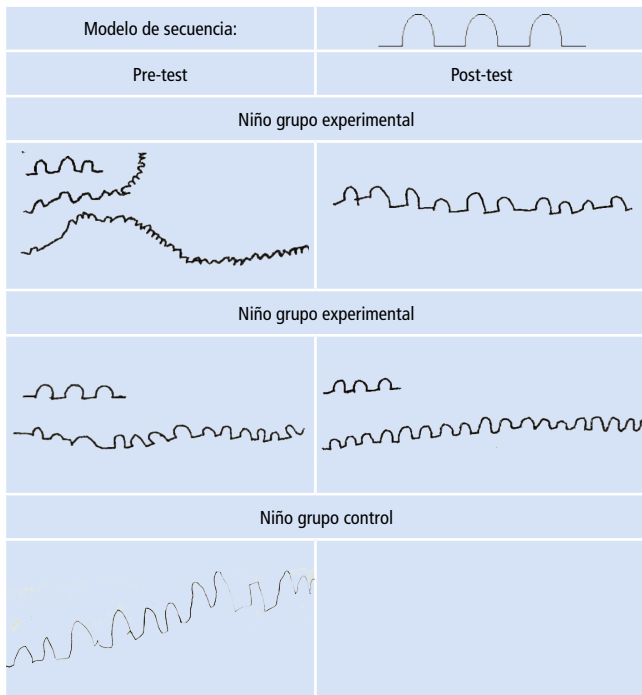 Modelo de secuencia:
Pre-test
Post-test
Niño grupo experimental
Niño grupo experimental
Niño grupo control